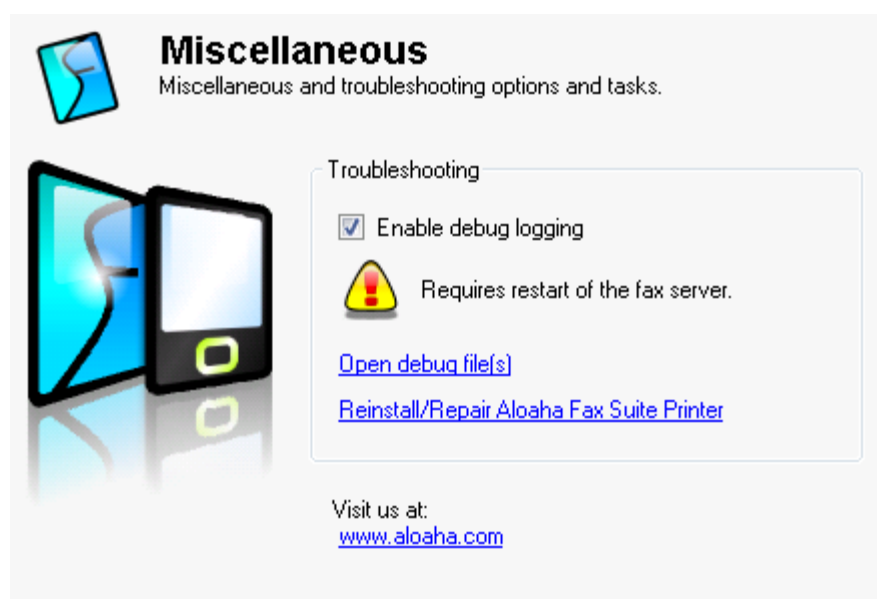 Miscellaneous
Miscellaneous and troubleshooting options and tasks.
Troubleshooting
Enable debug logging
Requires restart of the fax server.
Open debug file(s)
Reinstall/Repair Aloaha Fax Suite Printer
Visit us at:
www.aloaha.com